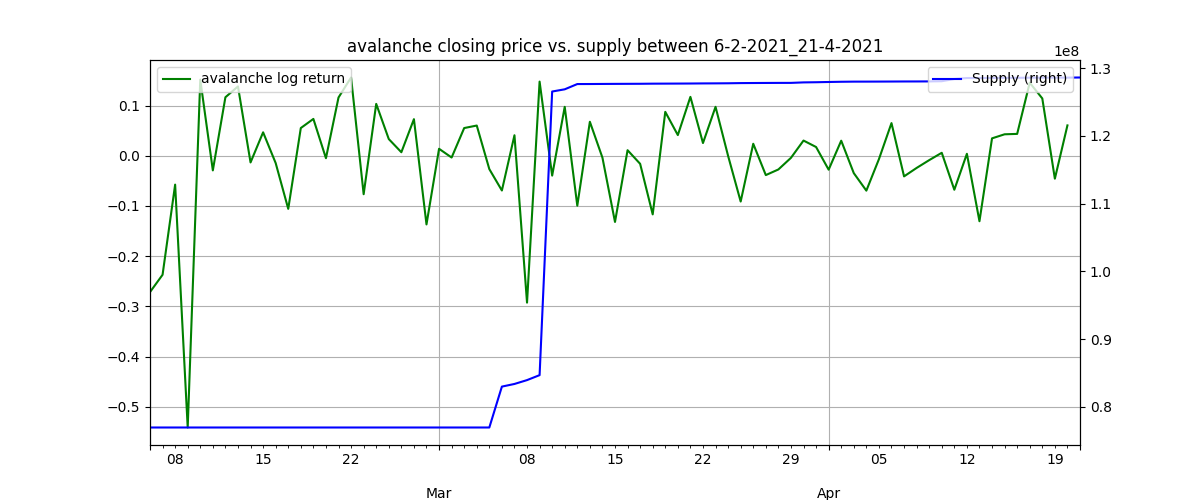 avalanche closing price vs. supply between 6-2-2021_21-4-2021
1e8
avalanche log return
Supply (right)
0.1
0.0
−0.1
−0.2
−0.3
−0.4
−0.5
1.3
1.2
1.1
1.0
0.9
0.8
08 15 22 08 15 22 29 05 12 19
Mar Apr